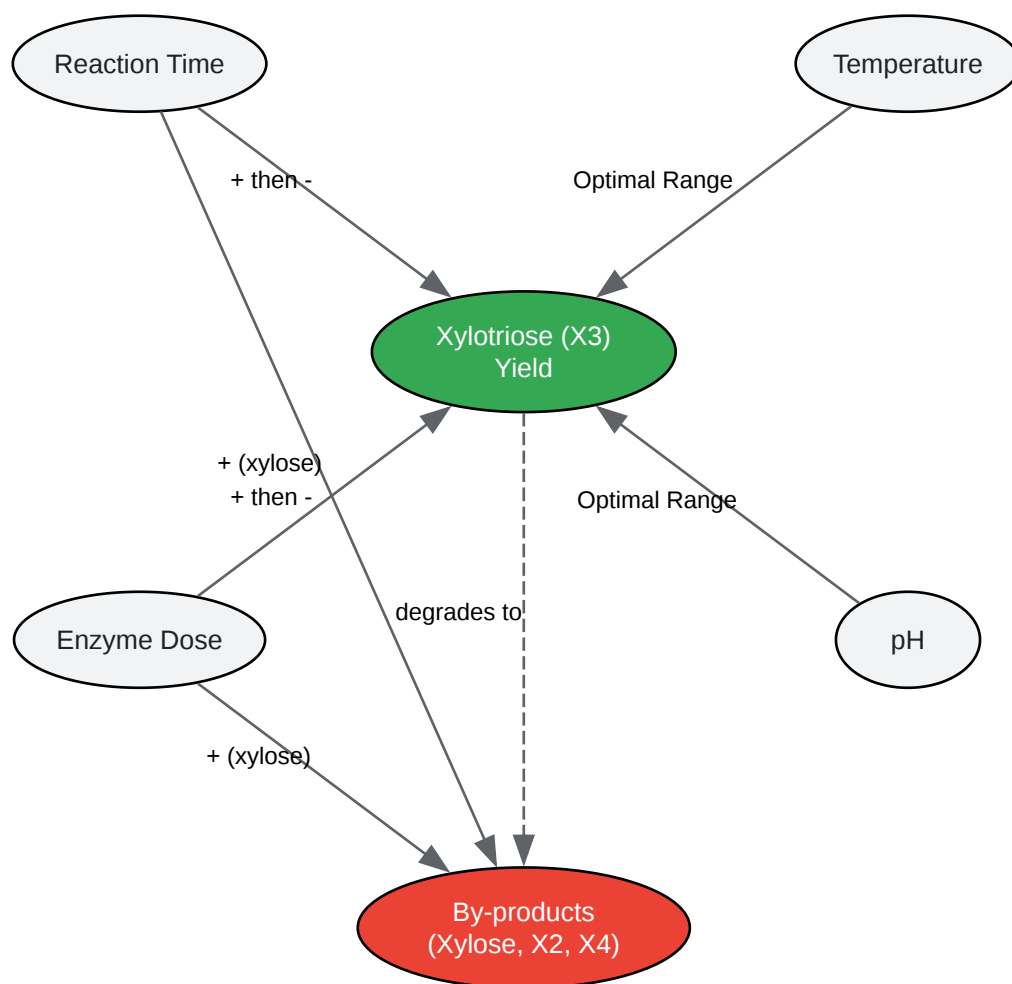 Reaction Time
Temperature
+ then -
Optimal Range
Xylotriose (X3)
Yield
+ (xylose)
+ then -
Optimal Range
degrades to
Enzyme Dose
pH
+ (xylose)
By-products
(Xylose, X2, X4)